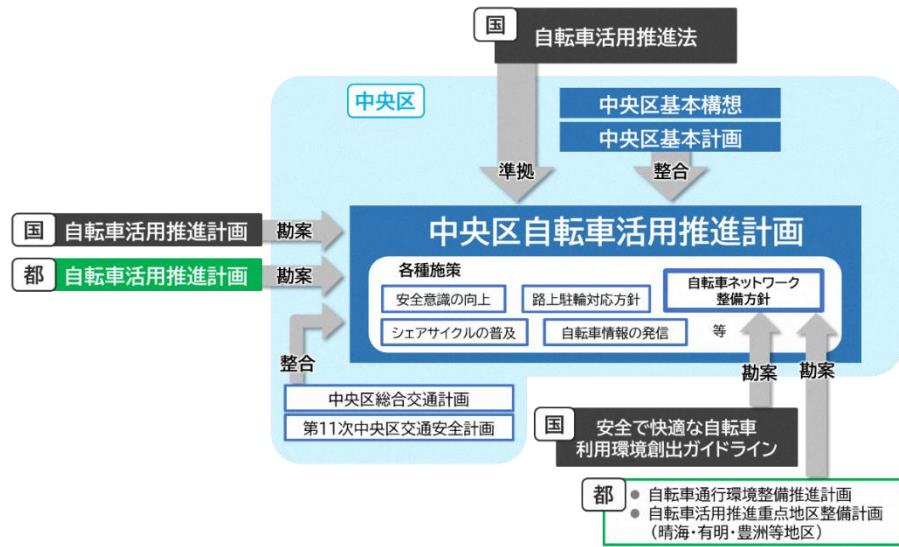 国
自転車活用推進法
中央区
中央区基本構想
中央区基本計画
準拠
整合
国
自転車活用推進計画
勘案
都
自転車活用推進計画
勘案
中央区自転車活用推進計画
各種施策
安全意識の向上
路上駐輪対応方針
自転車ネットワーク
整備方針
シェアサイクルの普及
自転車情報の発信
等
整合
勘案
勘案
中央区総合交通計画
第11次中央区交通安全計画
国
安全で快適な自転車
利用環境創出ガイドライン
都
● 自転車通行環境整備推進計画
● 自転車活用推進重点地区整備計画
（晴海・有明・豊洲等地区）